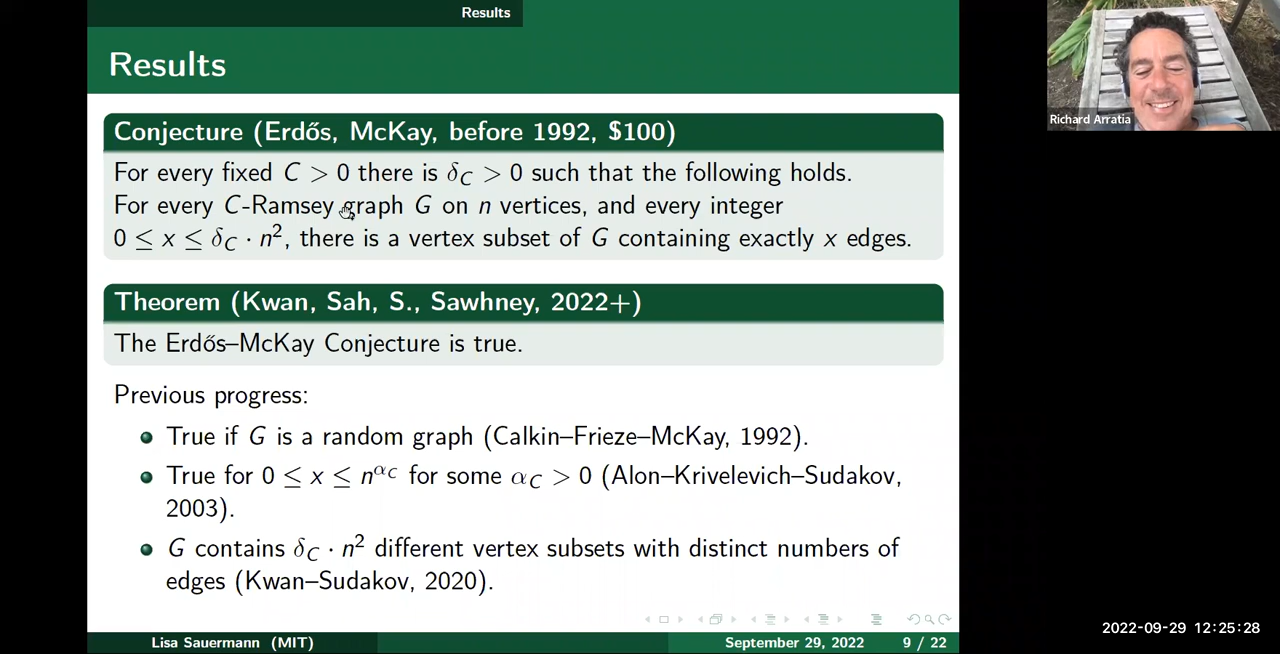 Results
Results
Conjecture (Erdős, McKay, before 1992, $100)
For every fixed C > 0 there is δ_C > 0 such that the following holds.
For every C-Ramsey graph G on n vertices, and every integer
0 ≤ x ≤ δ_C · n², there is a vertex subset of G containing exactly x edges.
Theorem (Kwan, Sah, S., Sawhney, 2022+)
The Erdős–McKay Conjecture is true.
Previous progress:
True if G is a random graph (Calkin–Frieze–McKay, 1992).
True for 0 ≤ x ≤ n^{α_C} for some α_C > 0 (Alon–Krivelevich–Sudakov,
2003).
G contains δ_C · n² different vertex subsets with distinct numbers of
edges (Kwan–Sudakov, 2020).
Lisa Sauermann (MIT) September 29, 2022 9 / 22
Richard Arratia
2022-09-29 12:25:28